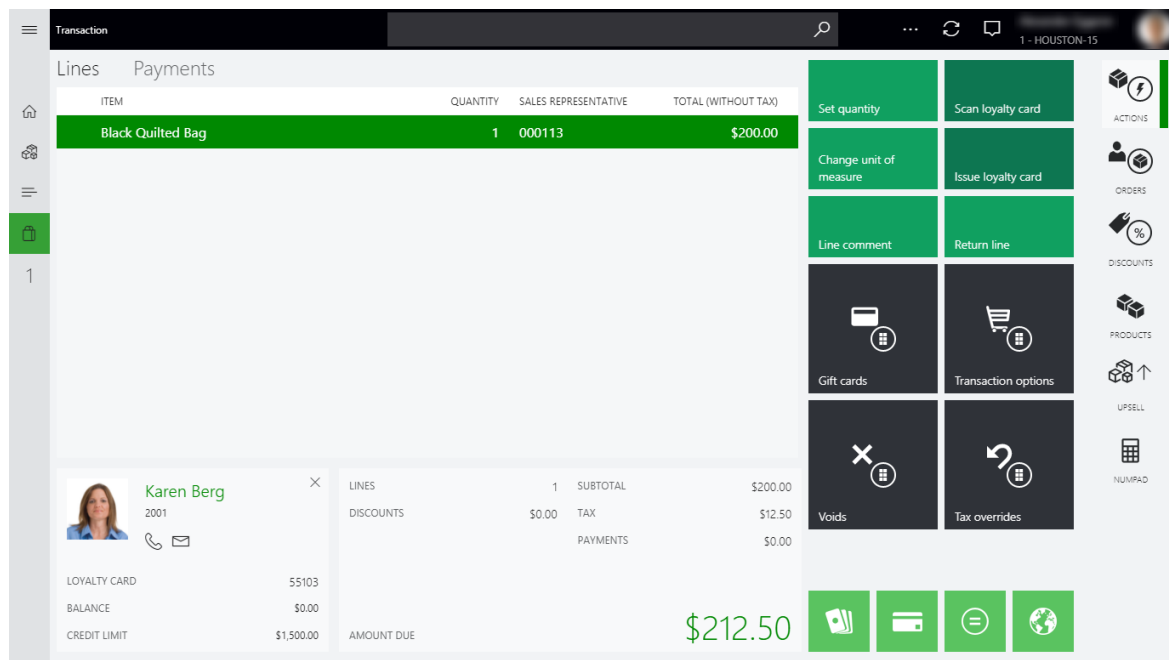 Transaction
1 - HOUSTON-15
Lines Payments
ITEM QUANTITY SALES REPRESENTATIVE TOTAL (WITHOUT TAX)
Black Quilted Bag 1 000113 $200.00
1
Karen Berg
2001
LOYALTY CARD 55103
BALANCE $0.00
CREDIT LIMIT $1,500.00
LINES 1 SUBTOTAL $200.00
DISCOUNTS $0.00 TAX $12.50
PAYMENTS $0.00
AMOUNT DUE $212.50
Set quantity
Scan loyalty card
Change unit of
measure
Issue loyalty card
Line comment
Return line
Gift cards
Transaction options
Voids
Tax overrides
ACTIONS
ORDERS
%
DISCOUNTS
PRODUCTS
UPSELL
NUMPAD